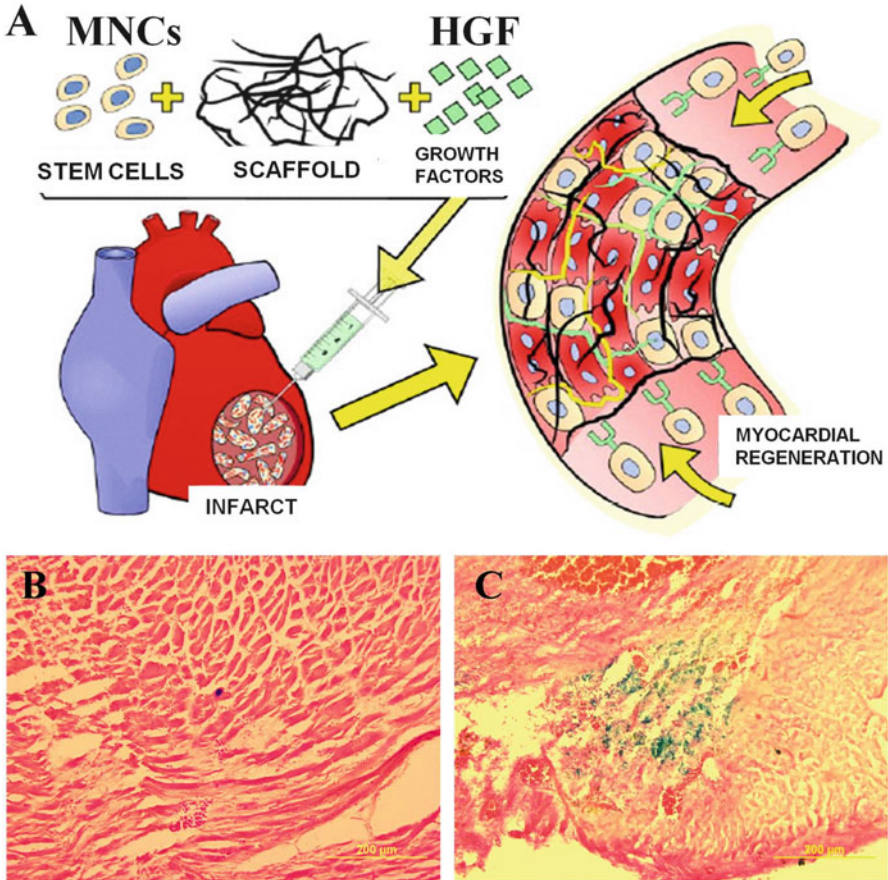 A
MNCs
HGF
STEM CELLS
SCAFFOLD
GROWTH
FACTORS
INFARCT
MYOCARDIAL
REGENERATION
B
200 µm
C
200 µm